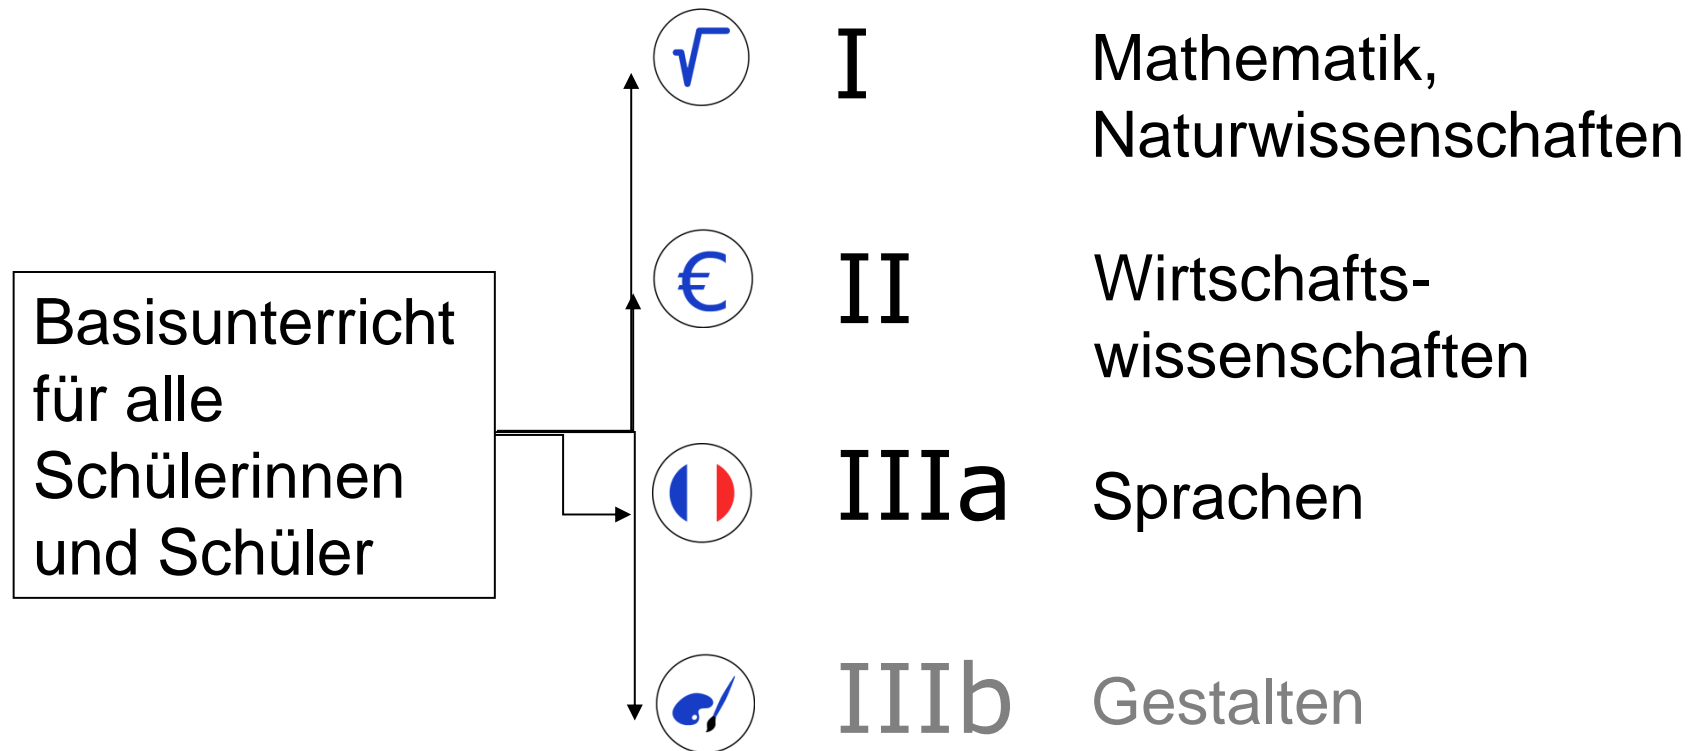 Basisunterricht
für alle
Schülerinnen
und Schüler
√
I
Mathematik,
Naturwissenschaften
€
II
Wirtschafts-
wissenschaften
IIIa
Sprachen
IIIb
Gestalten